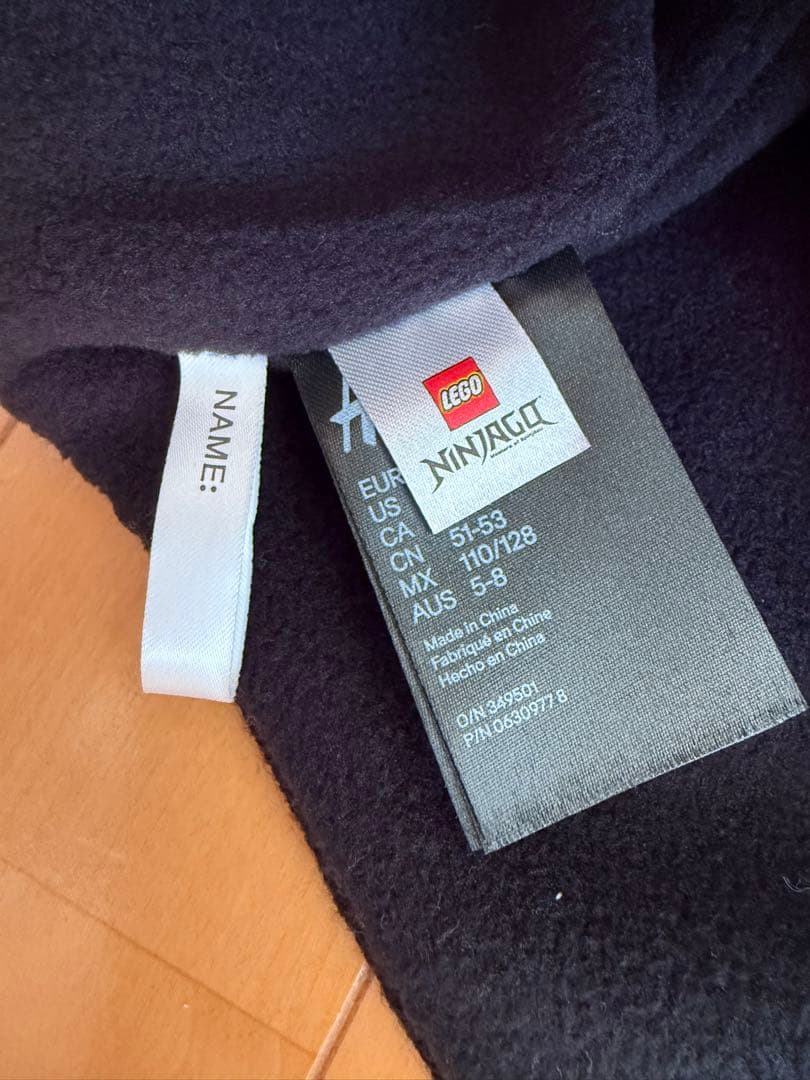 NAME:
LEGO
NINJAGO
EUR
US
CA
CN 51-53
MX 110/128
AUS 5-8
Made in China
Fabriqué en Chine
Hecho en China
O/N 349501
P/N 0630977 8